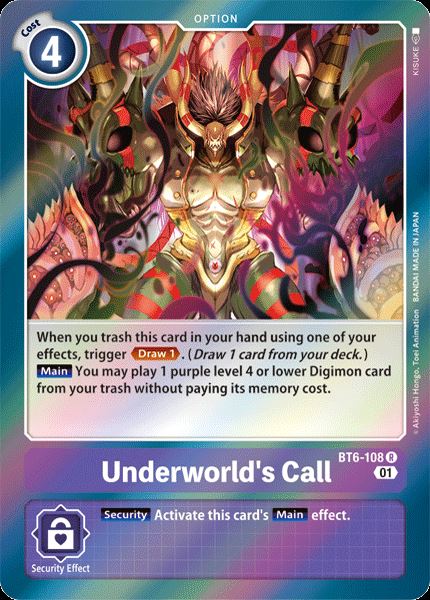 OPTION
Cost
4
KISUKE
When you trash this card in your hand using one of your
effects, trigger Draw 1. (Draw 1 card from your deck.)
Main You may play 1 purple level 4 or lower Digimon card
from your trash without paying its memory cost.
© Akiyoshi Hongo, Toei Animation BANDAI MADE IN JAPAN
BT6-108 R
Underworld's Call
01
Security Activate this card's Main effect.
Security Effect